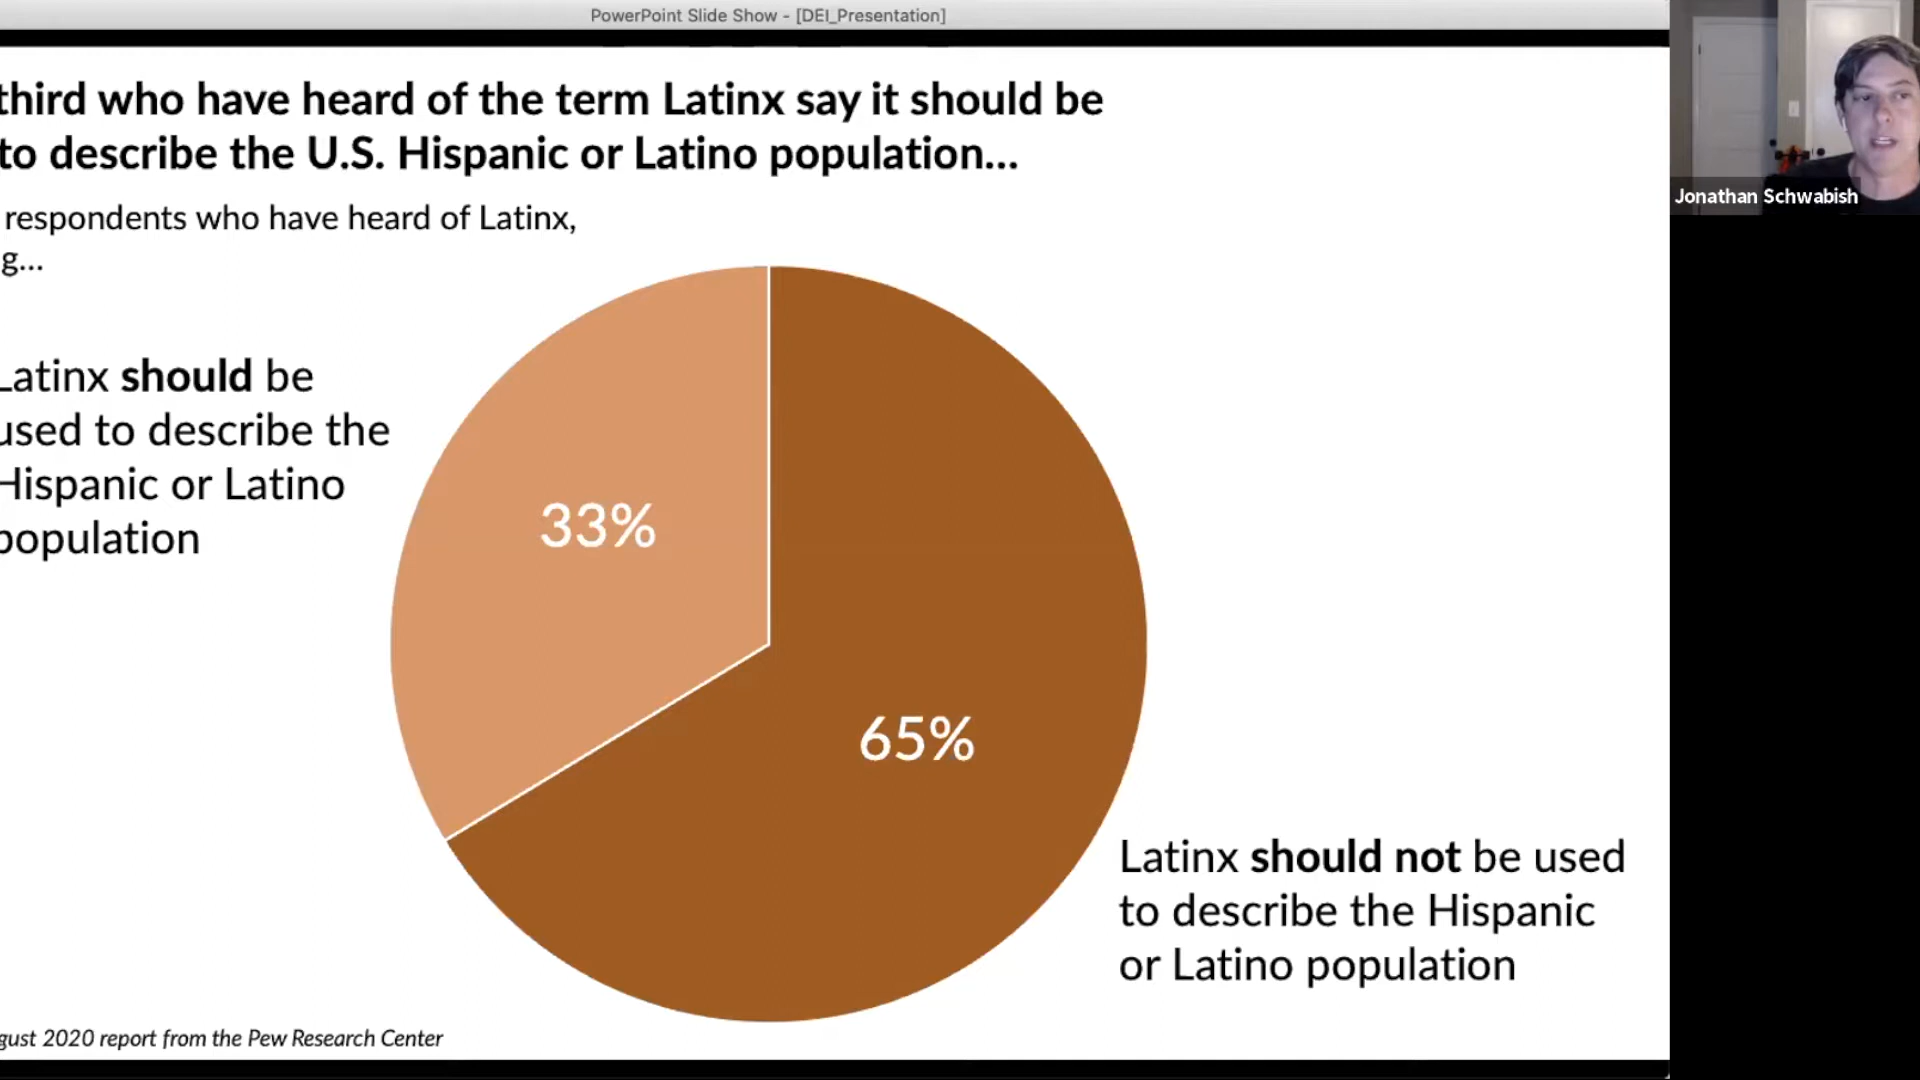 PowerPoint Slide Show - [DEI_Presentation]
third who have heard of the term Latinx say it should be
to describe the U.S. Hispanic or Latino population...
respondents who have heard of Latinx,
g...
Latinx should be
used to describe the
Hispanic or Latino
population
33%
65%
Latinx should not be used
to describe the Hispanic
or Latino population
gust 2020 report from the Pew Research Center
Jonathan Schwabish